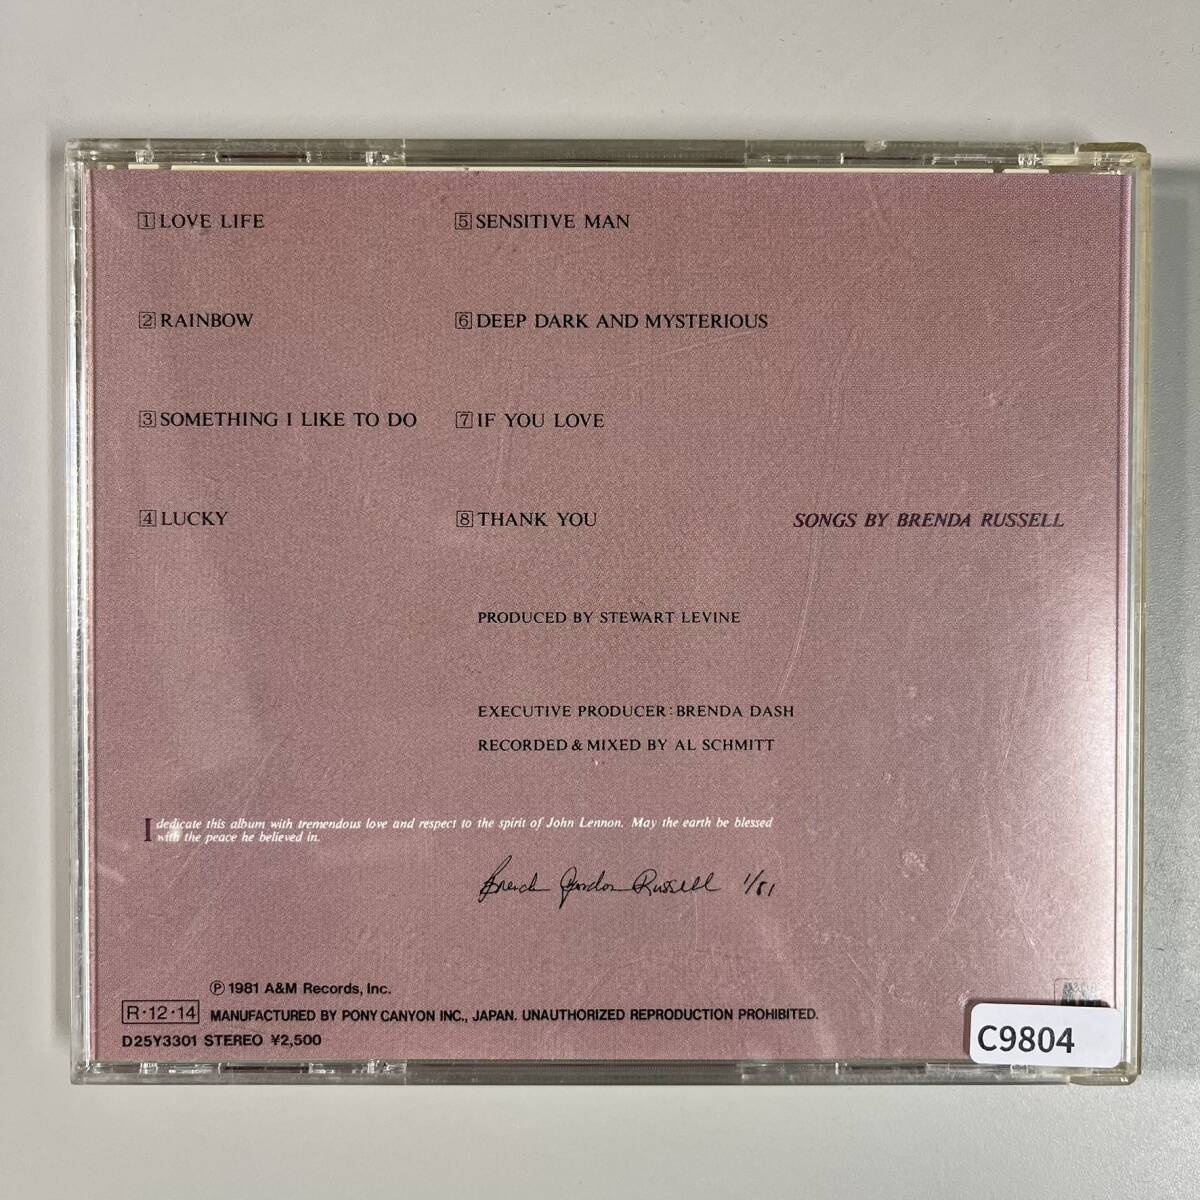 1 LOVE LIFE
2 RAINBOW
3 SOMETHING I LIKE TO DO
4 LUCKY
5 SENSITIVE MAN
6 DEEP DARK AND MYSTERIOUS
7 IF YOU LOVE
8 THANK YOU
SONGS BY BRENDA RUSSELL
PRODUCED BY STEWART LEVINE
EXECUTIVE PRODUCER: BRENDA DASH
RECORDED & MIXED BY AL SCHMITT
I dedicate this album with tremendous love and respect to the spirit of John Lennon. May the earth be blessed
with the peace he believed in.
Brenda Gordon Russell 1/81
Ⓟ 1981 A&M Records, Inc.
R・12・14 MANUFACTURED BY PONY CANYON INC., JAPAN. UNAUTHORIZED REPRODUCTION PROHIBITED.
D25Y3301 STEREO ¥2,500
C9804